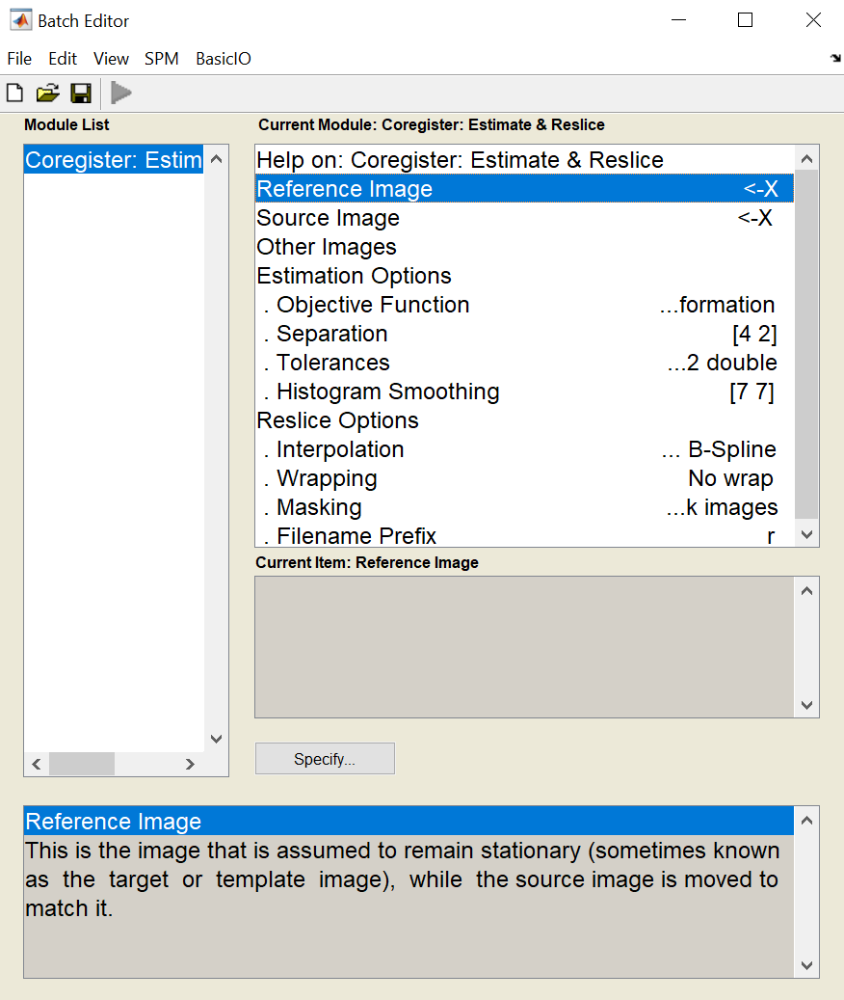 Batch Editor
File Edit View SPM BasicIO
Module List
Coregister: Estim
Current Module: Coregister: Estimate & Reslice
Help on: Coregister: Estimate & Reslice
Reference Image <-X
Source Image <-X
Other Images
Estimation Options
. Objective Function ...formation
. Separation [4 2]
. Tolerances ...2 double
. Histogram Smoothing [7 7]
Reslice Options
. Interpolation ... B-Spline
. Wrapping No wrap
. Masking ...k images
. Filename Prefix r
Current Item: Reference Image
Specify...
Reference Image
This is the image that is assumed to remain stationary (sometimes known
as the target or template image), while the source image is moved to
match it.